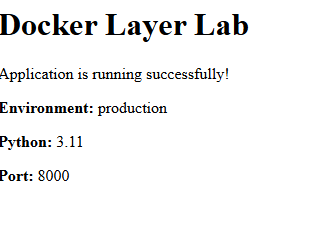 Docker Layer Lab
Application is running successfully!
Environment: production
Python: 3.11
Port: 8000